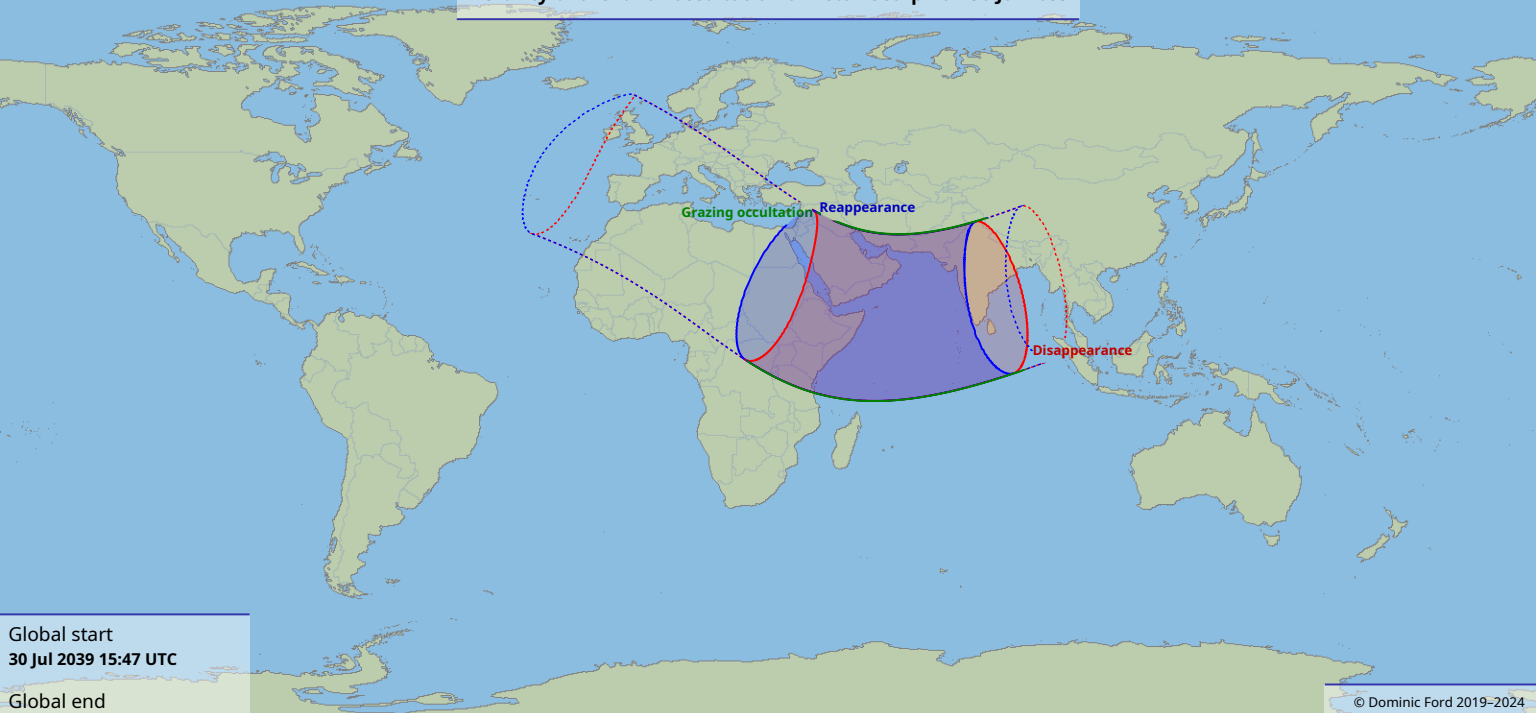 Grazing occultation
Reappearance
Disappearance
Global start
30 Jul 2039 15:47 UTC
Global end
© Dominic Ford 2019–2024